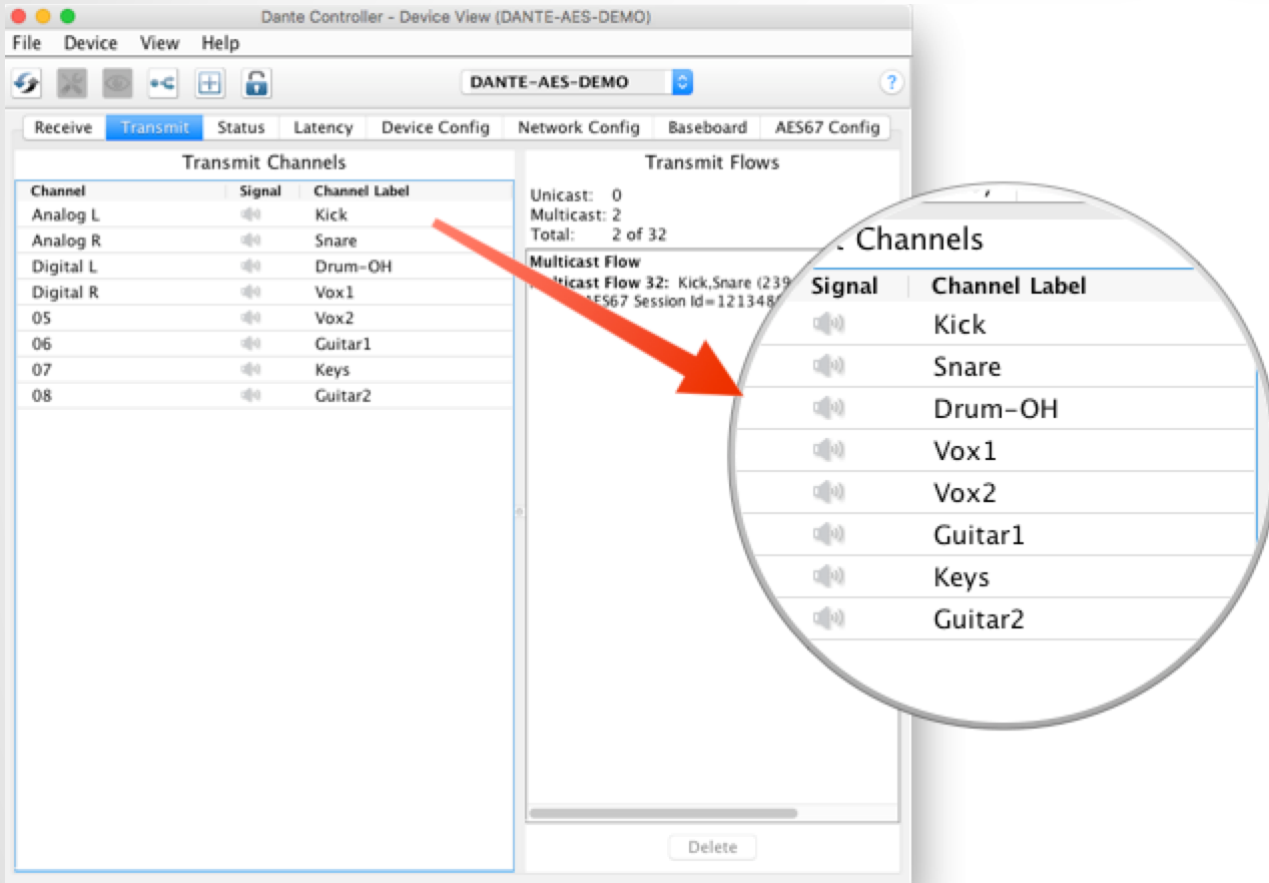 Dante Controller - Device View (DANTE-AES-DEMO)
File Device View Help
DANTE-AES-DEMO
?
Receive Transmit Status Latency Device Config Network Config Baseboard AES67 Config
Transmit Channels
Channel Signal Channel Label
Analog L Kick
Analog R Snare
Digital L Drum-OH
Digital R Vox1
05 Vox2
06 Guitar1
07 Keys
08 Guitar2
Transmit Flows
Unicast: 0
Multicast: 2
Total: 2 of 32
Multicast Flow
Flow 32: Kick,Snare (239
Session Id=121348
Delete
Channels
Signal Channel Label
Kick
Snare
Drum-OH
Vox1
Vox2
Guitar1
Keys
Guitar2